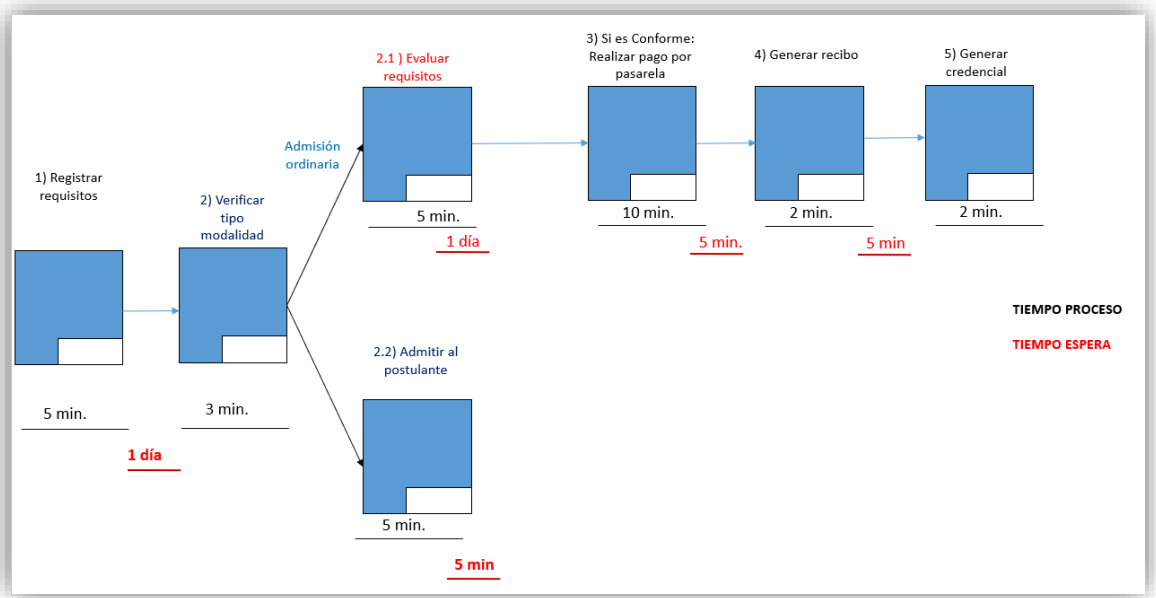 1) Registrar
requisitos
5 min.
1 día
2) Verificar
tipo
modalidad
3 min.
Admisión
ordinaria
2.1 ) Evaluar
requisitos
5 min.
1 día
2.2) Admitir al
postulante
5 min.
5 min
3) Si es Conforme:
Realizar pago por
pasarela
10 min.
5 min.
4) Generar recibo
2 min.
5 min
5) Generar
credencial
2 min.
TIEMPO PROCESO
TIEMPO ESPERA